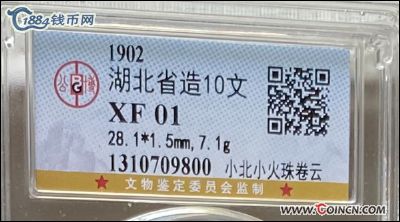 1884钱币网
1902
湖北省造10文
公 G 博
XF 01
28.1*1.5mm,7.1g
1310709800 小北小火珠卷云
★ 文物鉴定委员会监制 ★
WWW.COINCN.COM